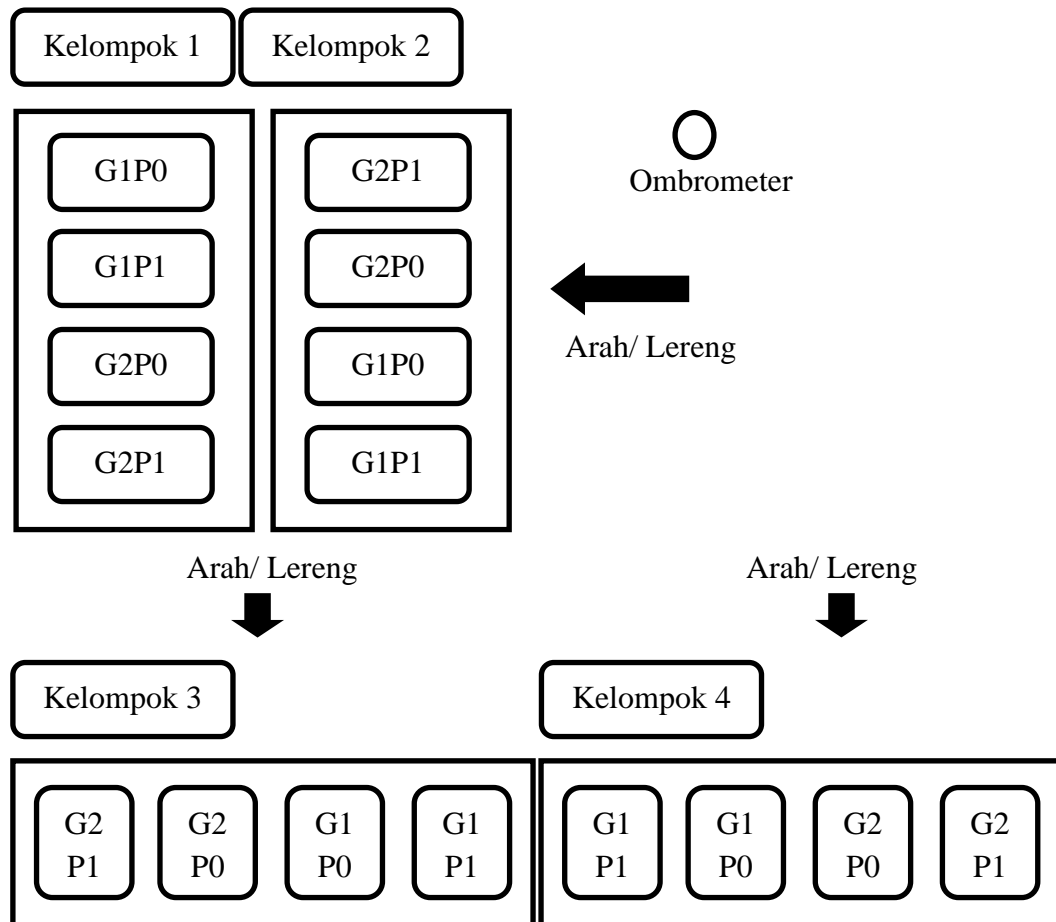 Kelompok 1
Kelompok 2
G1P0
G1P1
G2P0
G2P1
G2P1
G2P0
G1P0
G1P1
Ombrometer
Arah/ Lereng
Arah/ Lereng
Arah/ Lereng
Kelompok 3
G2
P1
G2
P0
G1
P0
G1
P1
Kelompok 4
G1
P1
G1
P0
G2
P0
G2
P1